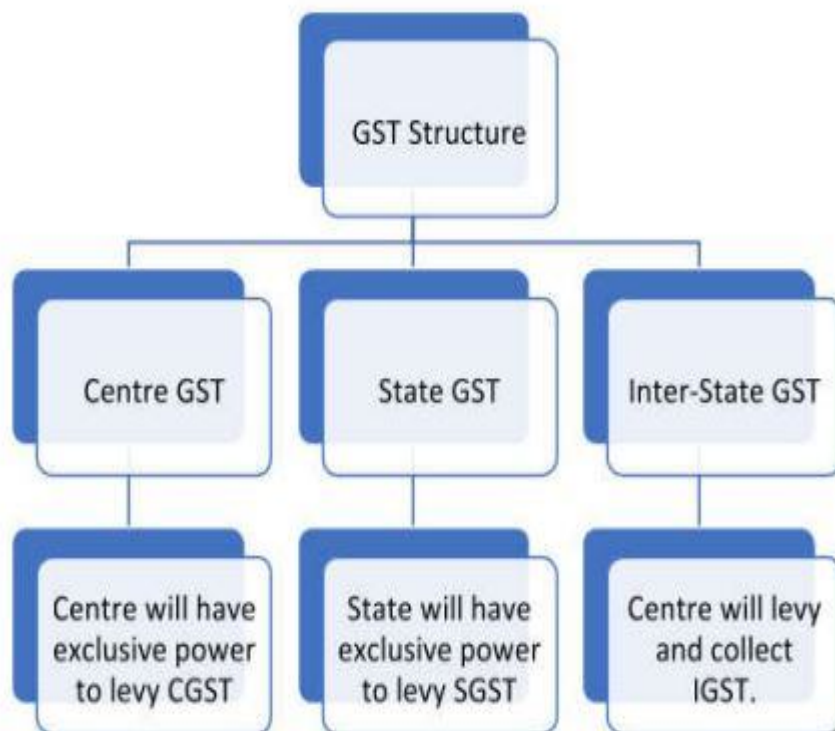 GST Structure
Centre GST
State GST
Inter-State GST
Centre will have
exclusive power
to levy CGST
State will have
exclusive power
to levy SGST
Centre will levy
and collect
IGST.